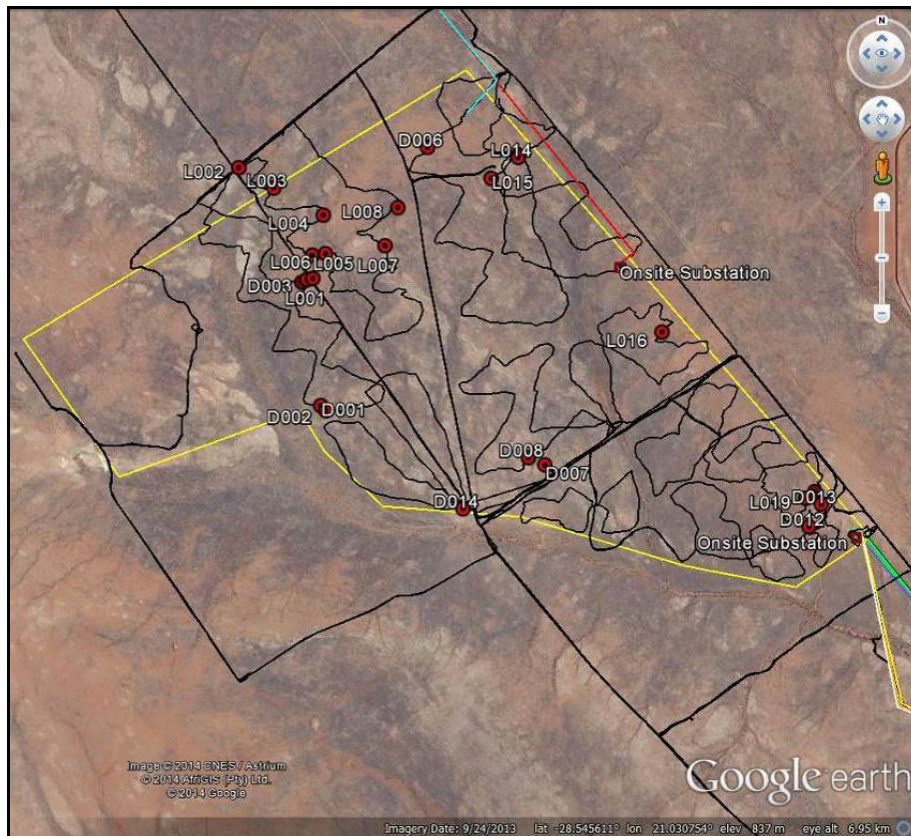 N
D006
L014
L002
L003
L015
L004
L008
L006
L005
L007
Onsite Substation
D003
L001
L016
D002
D001
D008
D007
D014
L019
D013
D012
Onsite Substation
Image © 2014 CNES / Astrium
© 2014 AfriGIS (Pty) Ltd.
© 2014 Google
Google earth
Imagery Date: 9/24/2013 lat -28.545611° lon 21.030754° elev 837 m eye alt 6.95 km